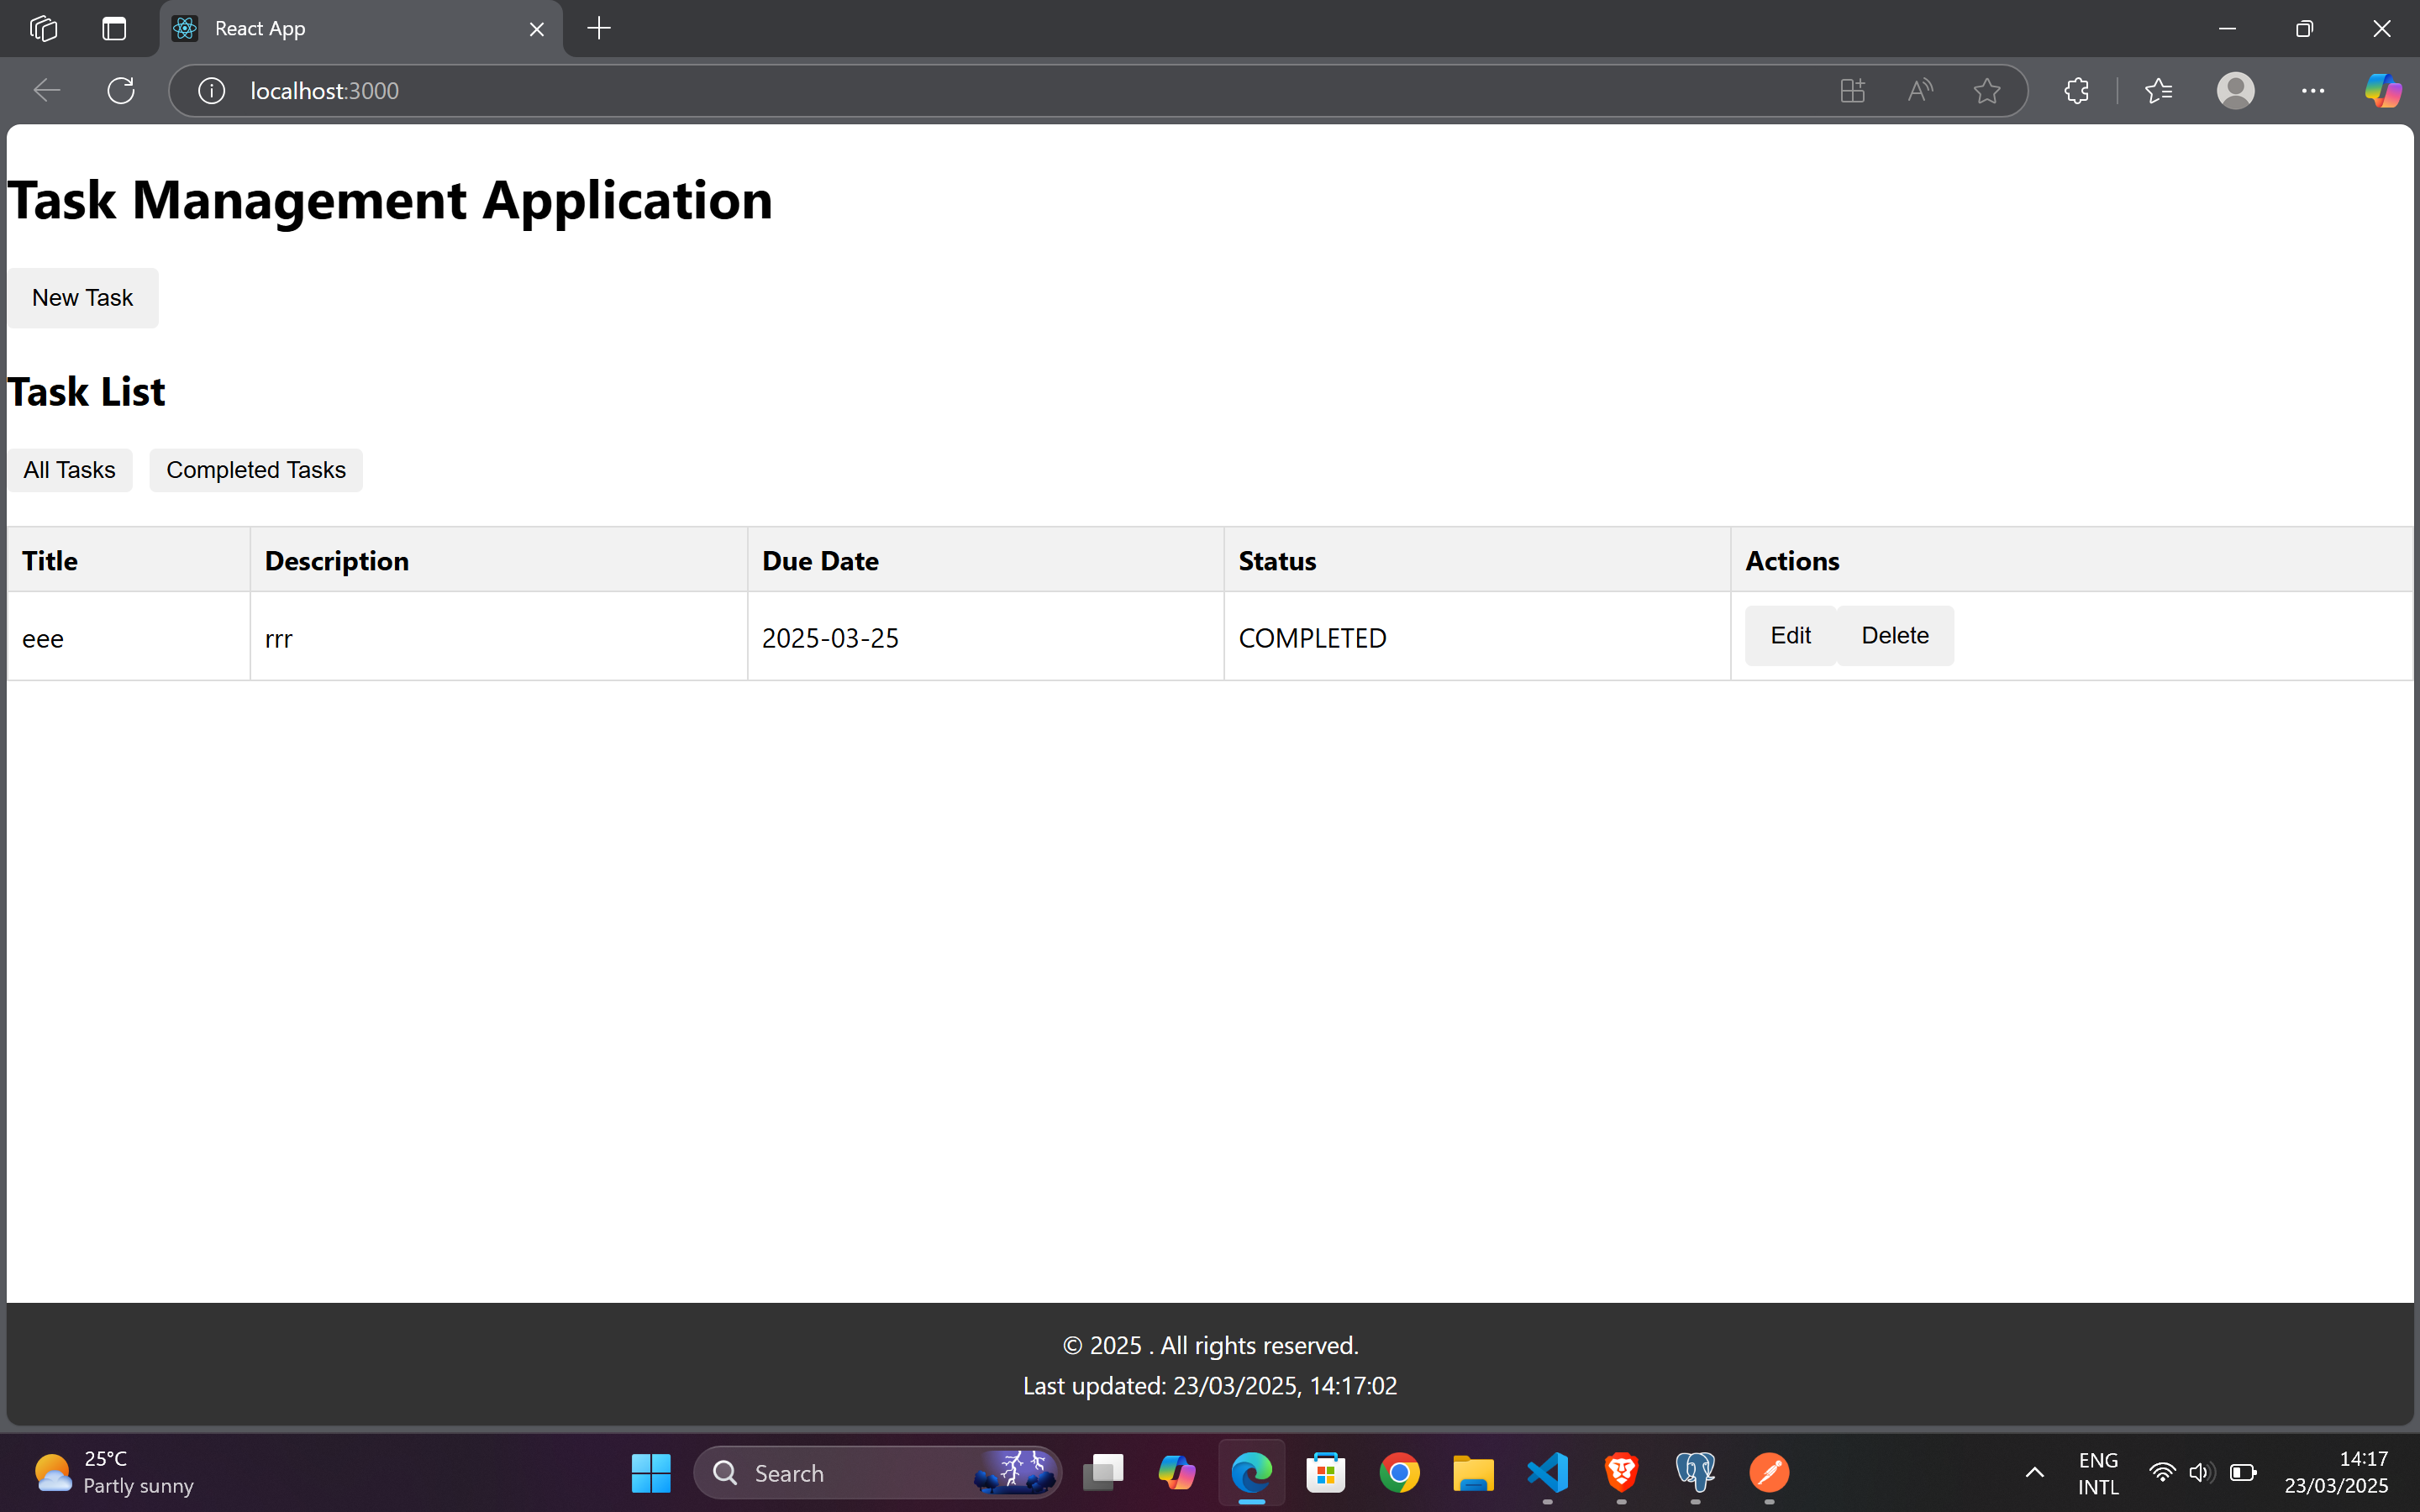 React App
localhost:3000
Task Management Application
New Task
Task List
All Tasks Completed Tasks
Title Description Due Date Status Actions
eee rrr 2025-03-25 COMPLETED Edit Delete
© 2025 . All rights reserved.
Last updated: 23/03/2025, 14:17:02
25°C
Partly sunny
Search
ENG
INTL
14:17
23/03/2025